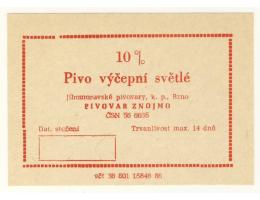 10 %
Pivo výčepní světlé
Jihomoravské pivovary, k. p., Brno
PIVOVAR ZNOJMO
ČSN 56 6635
Dat. stočení Trvanlivost max. 14 dnů